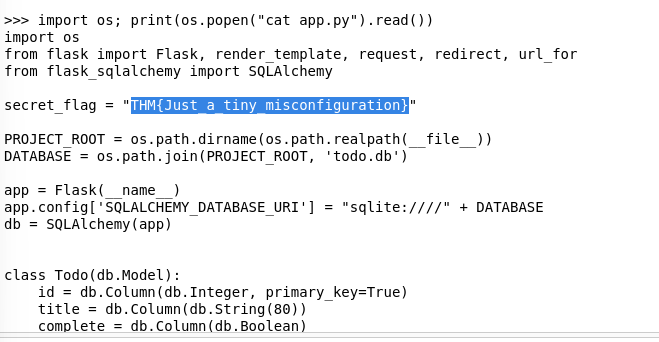 >>> import os; print(os.popen("cat app.py").read())
import os
from flask import Flask, render_template, request, redirect, url_for
from flask_sqlalchemy import SQLAlchemy
secret_flag = "THM{Just_a_tiny_misconfiguration}"
PROJECT_ROOT = os.path.dirname(os.path.realpath(__file__))
DATABASE = os.path.join(PROJECT_ROOT, 'todo.db')
app = Flask(__name__)
app.config['SQLALCHEMY_DATABASE_URI'] = "sqlite:////" + DATABASE
db = SQLAlchemy(app)
class Todo(db.Model):
    id = db.Column(db.Integer, primary_key=True)
    title = db.Column(db.String(80))
    complete = db.Column(db.Boolean)